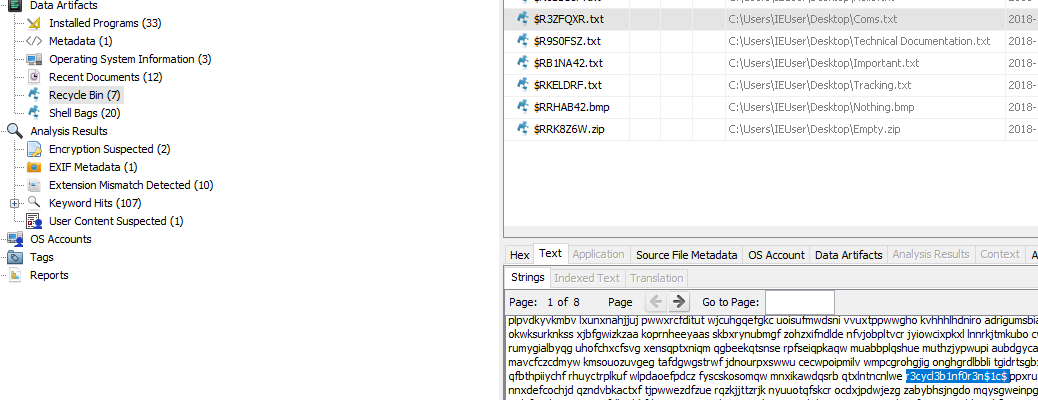 Data Artifacts
Installed Programs (33)
Metadata (1)
Operating System Information (3)
Recent Documents (12)
Recycle Bin (7)
Shell Bags (20)
Analysis Results
Encryption Suspected (2)
EXIF Metadata (1)
Extension Mismatch Detected (10)
Keyword Hits (107)
User Content Suspected (1)
OS Accounts
Tags
Reports
$R3ZFQXR.txt C:\Users\IEUser\Desktop\Coms.txt 2018-
$R9S0FSZ.txt C:\Users\IEUser\Desktop\Technical Documentation.txt 2018-
$RB1NA42.txt C:\Users\IEUser\Desktop\Important.txt 2018-
$RKELDRF.txt C:\Users\IEUser\Desktop\Tracking.txt 2018-
$RRHAB42.bmp C:\Users\IEUser\Desktop\Nothing.bmp 2018-
$RRK8Z6W.zip C:\Users\IEUser\Desktop\Empty.zip 2018-
Hex Text Application Source File Metadata OS Account Data Artifacts Analysis Results Context A
Strings Indexed Text Translation
Page: 1 of 8 Page Go to Page:
plpvdkyvkmbv lxunxnahjjuj pwwxrcfditut wjcuhgqefgkc uoisufmwdsni vvuxtppwwgho kvhhhlhdniro adrigumsbia
okwksurknkss xjbfgwizkzaa koprnheeyaas skbxrynubmgf zohzxifndlde nfvjobpltvcr jyiowcixpkxl lnnrkjtmkubo c
rumygialbyqg uhofchxcfsvg xensqptxniqm qgbeekqtsnse rpfseiqpkaqw muabbplqshue muthzjypwupi aubdgyca
mavcfczcdmyw kmsouozuvgeg tafdgwgstrwf jdnourpxswwu cecwpoipmilv wmpcgrohgjig onghgrdlbbli tgidrtsgb
qfbthpiiychf rhuyctrplkuf wlpdaoefpdcz fyscskosomqw mnxikawdqsrb qtxlntncnlwe r3cycl3b1nf0r3n$1c$ppxru
nnxdefcochjd qzndvbkactxf tjpwwezdfzue rqzkjjttzrjk nyuuotqfskcr ocdxjpdwjezg zabyhbsjngdo mqysgweinpg